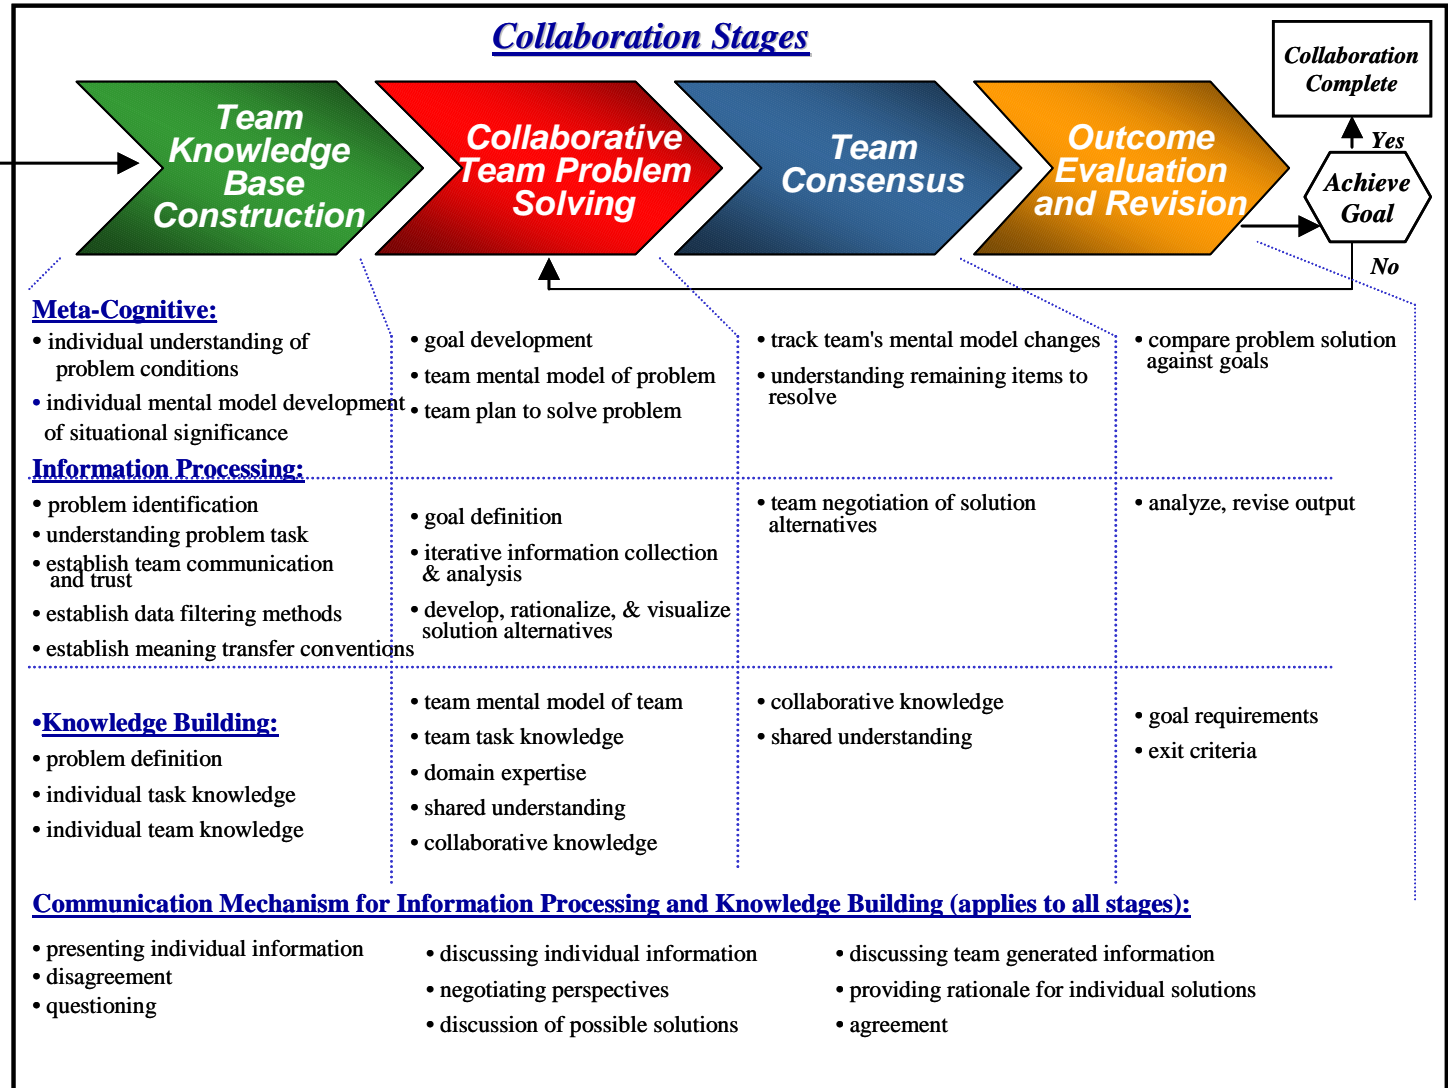 Collaboration Stages
Team
Knowledge
Base
Construction
Collaborative
Team Problem
Solving
Team
Consensus
Outcome
Evaluation
and Revision
Collaboration
Complete
Yes
Achieve
Goal
No
Meta-Cognitive:
• individual understanding of
problem conditions
• individual mental model development
of situational significance
• goal development
• team mental model of problem
• team plan to solve problem
• track team's mental model changes
• understanding remaining items to
resolve
• compare problem solution
against goals
Information Processing:
• problem identification
• understanding problem task
• establish team communication
and trust
• establish data filtering methods
• establish meaning transfer conventions
• goal definition
• iterative information collection
& analysis
• develop, rationalize, & visualize
solution alternatives
• team negotiation of solution
alternatives
• analyze, revise output
•Knowledge Building:
• problem definition
• individual task knowledge
• individual team knowledge
• team mental model of team
• team task knowledge
• domain expertise
• shared understanding
• collaborative knowledge
• collaborative knowledge
• shared understanding
• goal requirements
• exit criteria
Communication Mechanism for Information Processing and Knowledge Building (applies to all stages):
• presenting individual information
• disagreement
• questioning
• discussing individual information
• negotiating perspectives
• discussion of possible solutions
• discussing team generated information
• providing rationale for individual solutions
• agreement